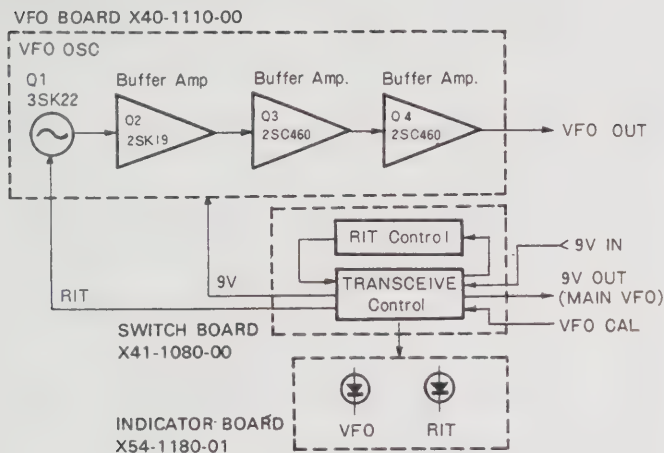 VFO BOARD X40-1110-00
VFO OSC
Q1
3SK22
Buffer Amp
Q2
2SK19
Buffer Amp.
Q3
2SC460
Buffer Amp.
Q4
2SC460
VFO OUT
RIT Control
9V IN
RIT
9V
TRANSCEIVE
Control
9V OUT
(MAIN VFO)
VFO CAL
SWITCH BOARD
X41-1080-00
INDICATOR BOARD
X54-1180-01
VFO
RIT